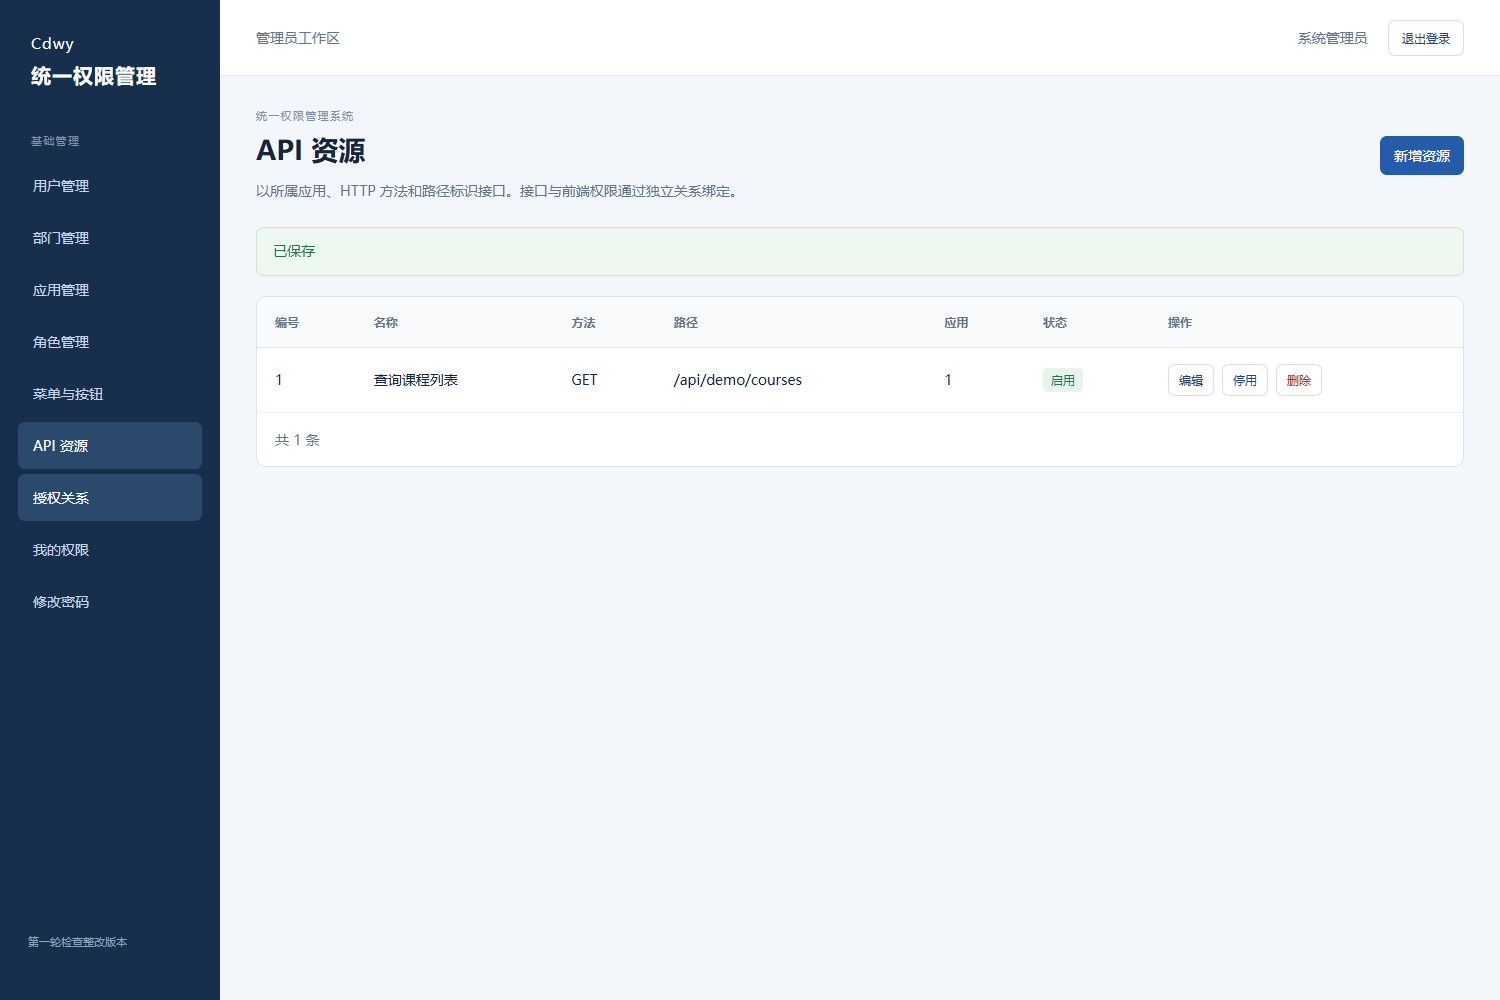 Cdwy
统一权限管理
基础管理
用户管理
部门管理
应用管理
角色管理
菜单与按钮
API 资源
授权关系
我的权限
修改密码
第一轮检查整改版本
管理员工作区
系统管理员 退出登录
统一权限管理系统
API 资源
新增资源
以所属应用、HTTP 方法和路径标识接口。接口与前端权限通过独立关系绑定。
已保存
编号 名称 方法 路径 应用 状态 操作
1 查询课程列表 GET /api/demo/courses 1 启用 编辑 停用 删除
共 1 条